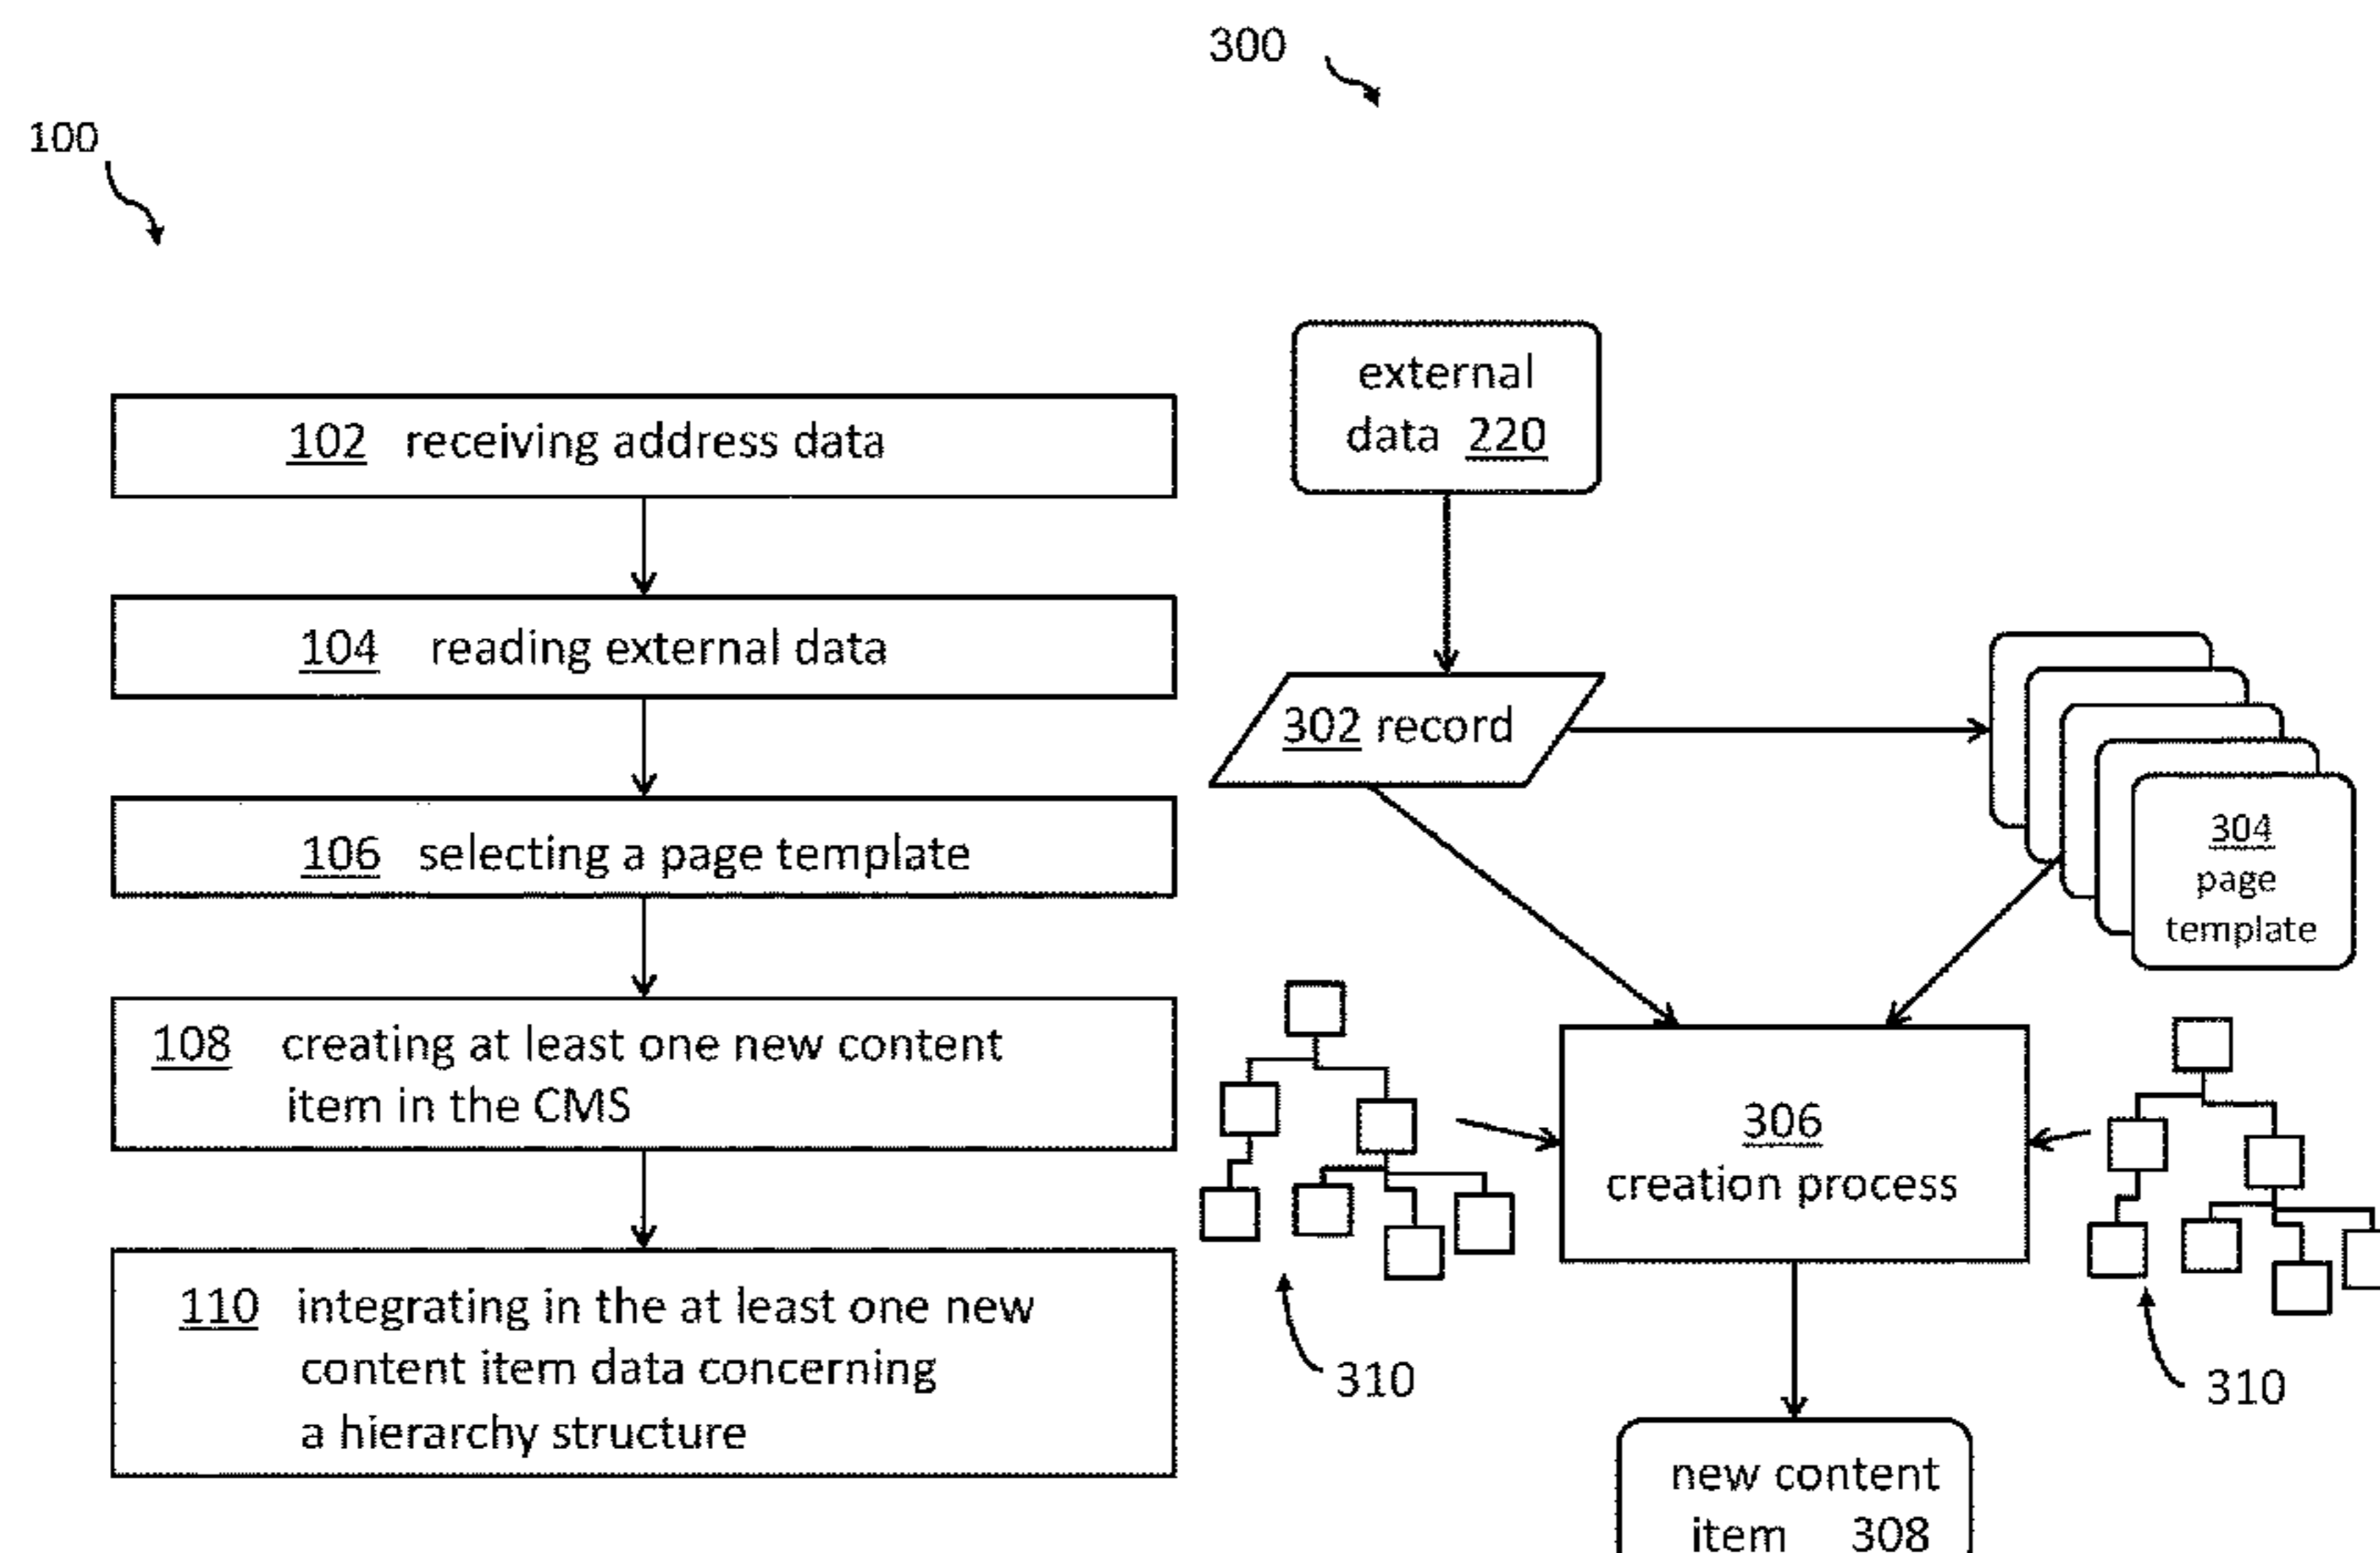 100
102 receiving address data
104 reading external data
106 selecting a page template
108 creating at least one new content
item in the CMS
110 integrating in the at least one new
content item data concerning
a hierarchy structure
300
external
data 220
302 record
304
page
template
306
creation process
310
310
new content
item 308